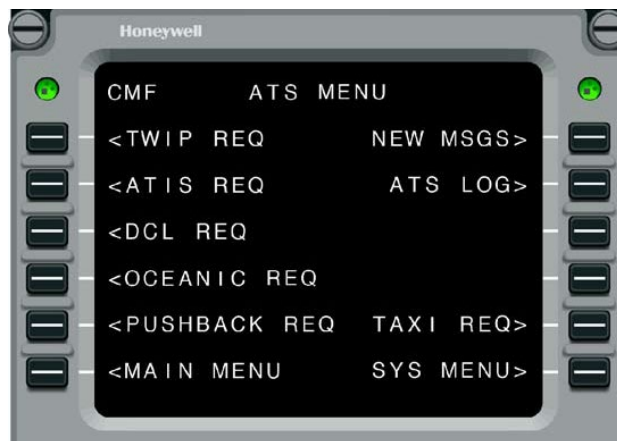 Honeywell
CMF ATS MENU
<TWIP REQ NEW MSGS>
<ATIS REQ ATS LOG>
<DCL REQ
<OCEANIC REQ
<PUSHBACK REQ TAXI REQ>
<MAIN MENU SYS MENU>